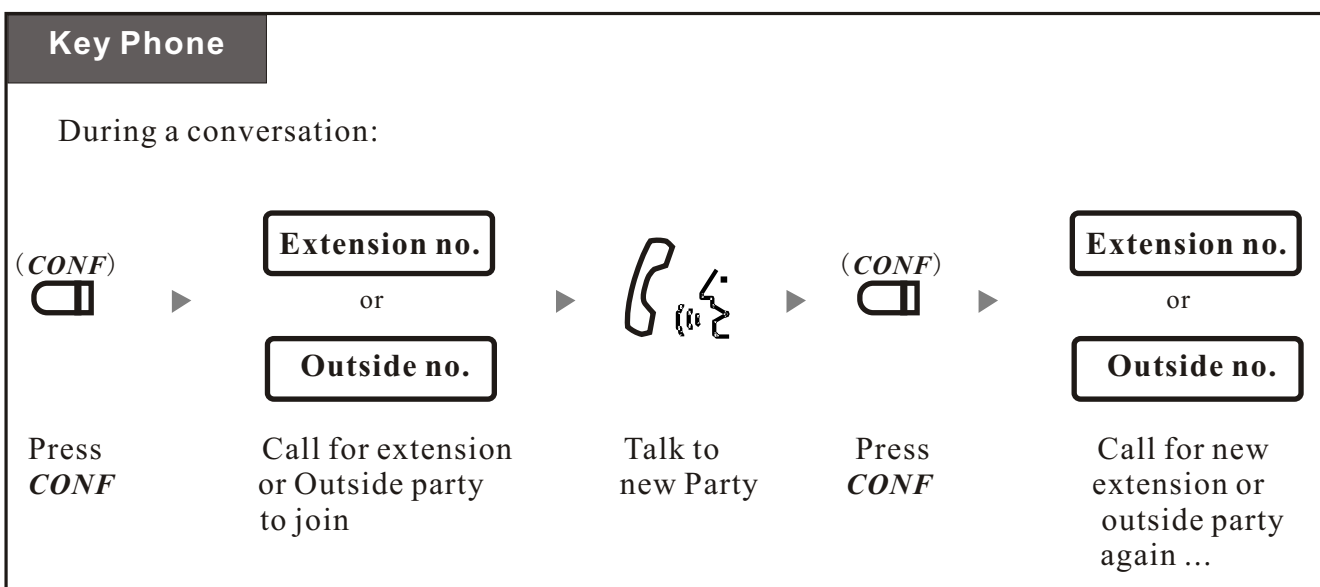 Key Phone
During a conversation:
(CONF)
Extension no.
or
Outside no.
(CONF)
Extension no.
or
Outside no.
Press
CONF
Call for extension
or Outside party
to join
Talk to
new Party
Press
CONF
Call for new
extension or
outside party
again ...